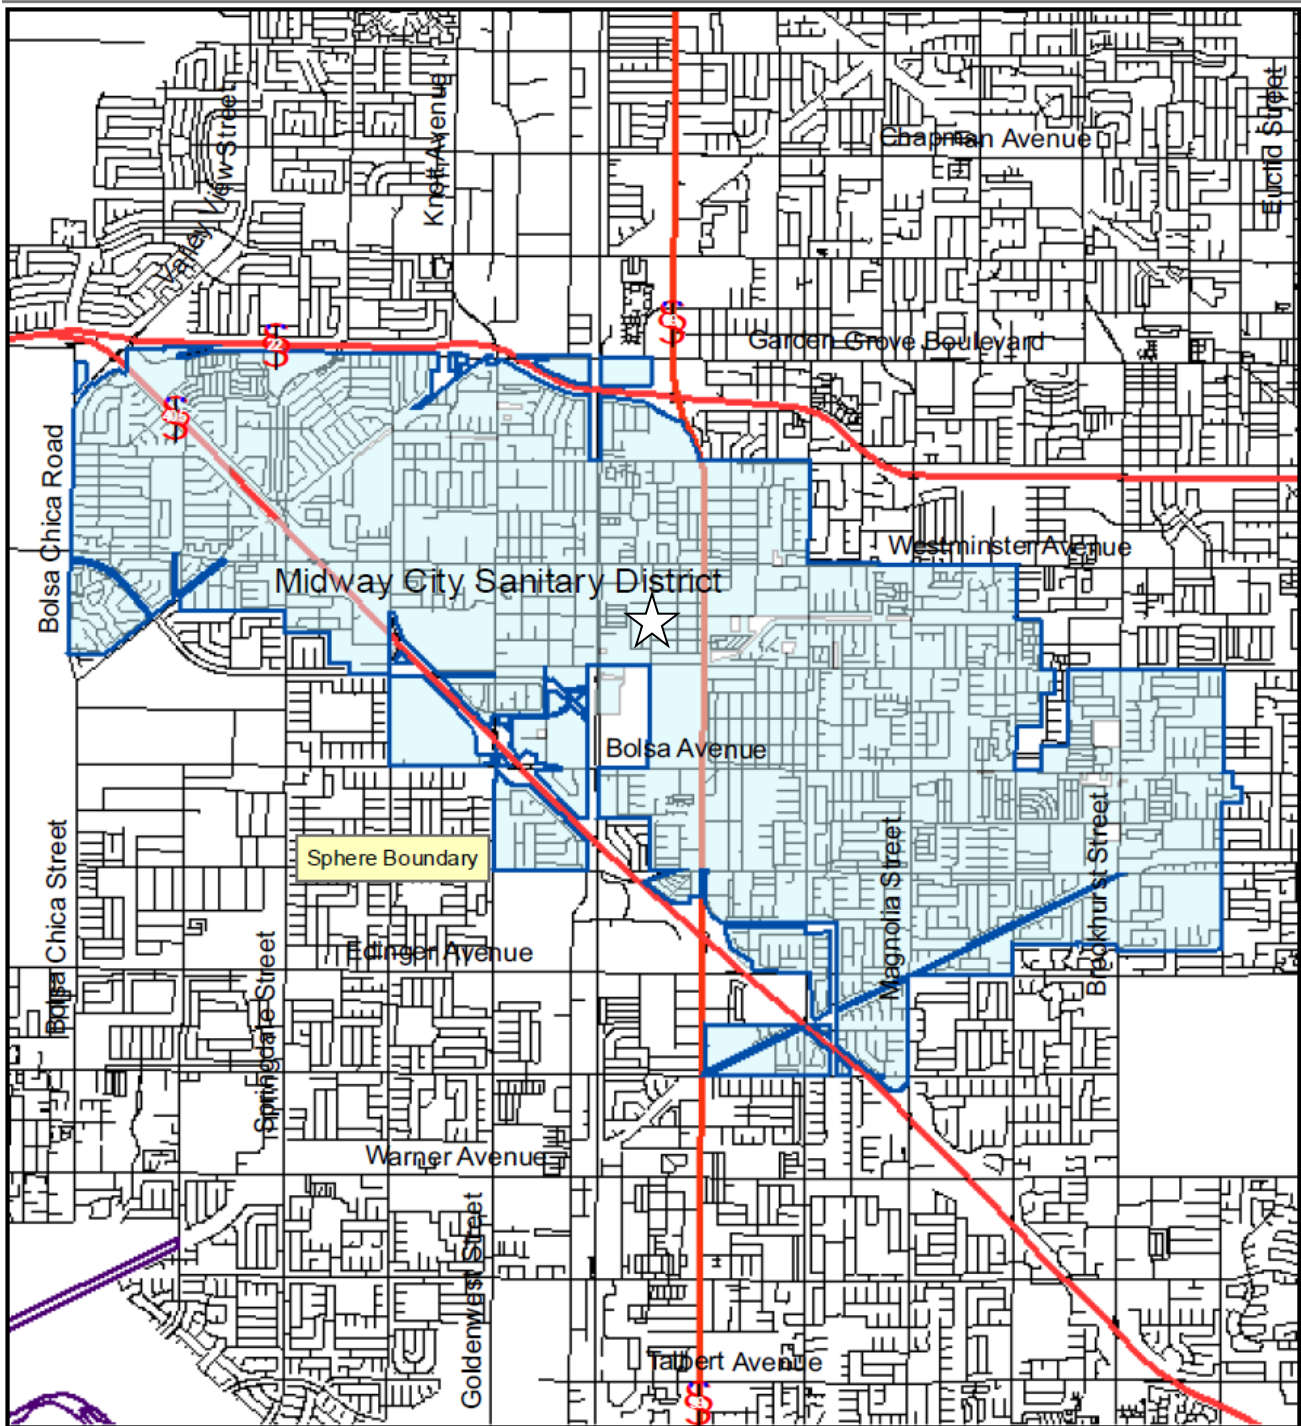 Chapman Avenue
Euclid Street
Knott Avenue
Valley View Street
22
Garden Grove Boulevard
Bolsa Chica Road
Westminster Avenue
Midway City Sanitary District
Bolsa Avenue
Sphere Boundary
Bolsa Chica Street
Magnolia Street
Brookhurst Street
Edinger Avenue
Springdale Street
Warner Avenue
Goldenwest Street
Talbert Avenue